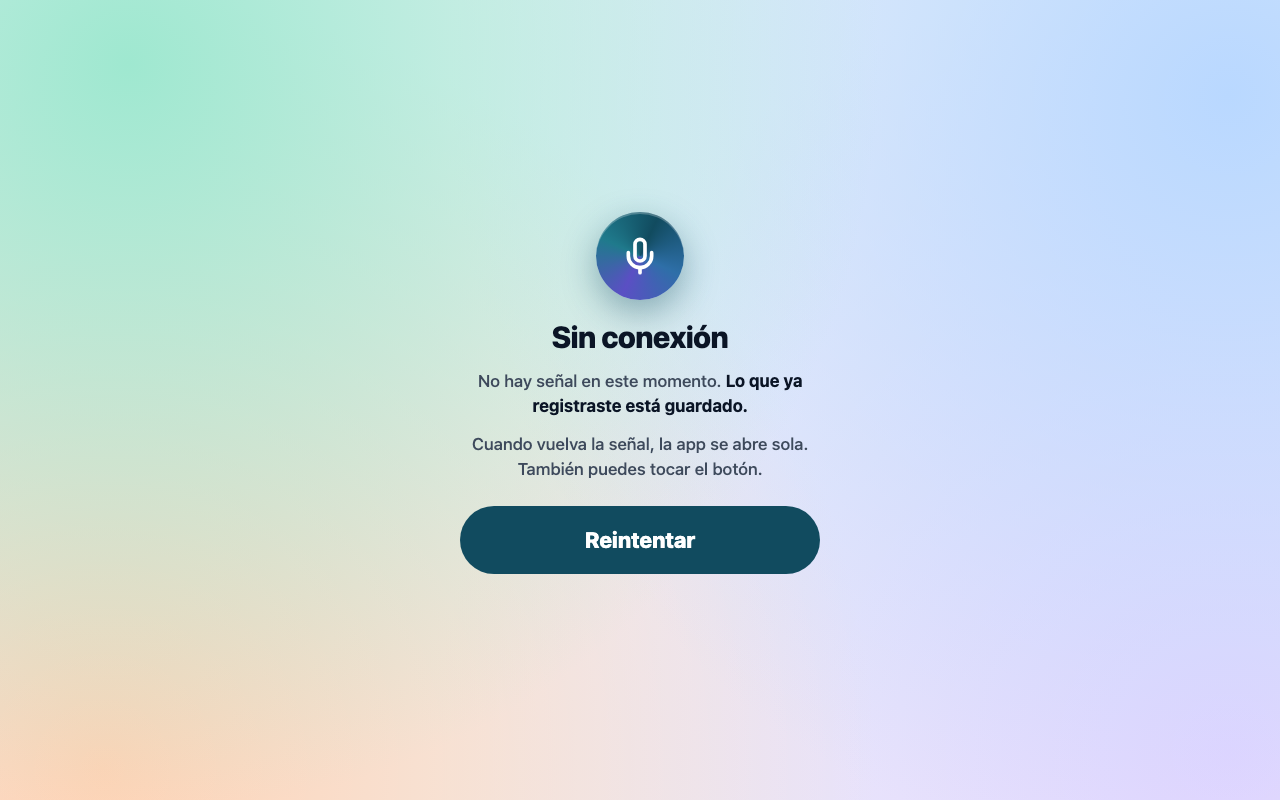 Sin conexión
No hay señal en este momento. Lo que ya
registraste está guardado.
Cuando vuelva la señal, la app se abre sola.
También puedes tocar el botón.
Reintentar